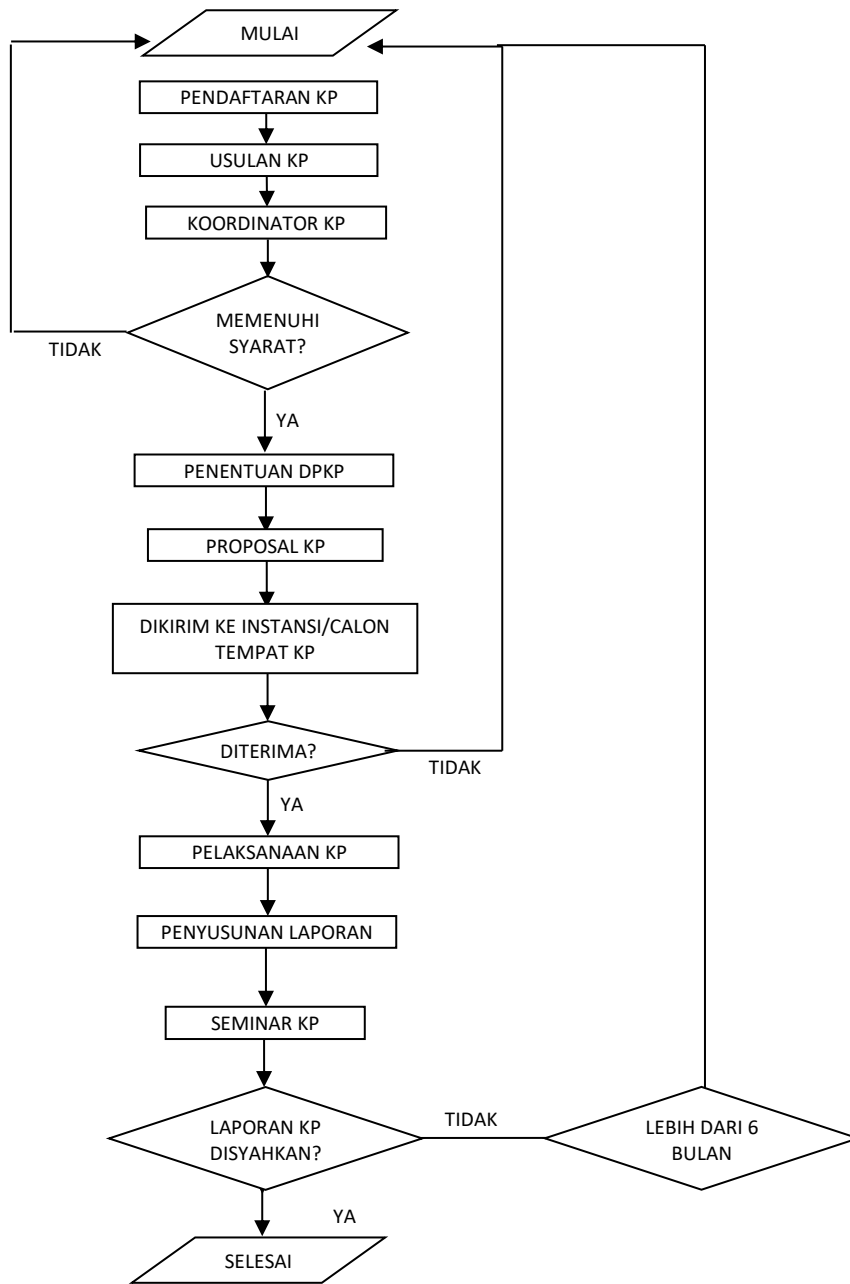 MULAI
PENDAFTARAN KP
USULAN KP
KOORDINATOR KP
MEMENUHI
SYARAT?
TIDAK
YA
PENENTUAN DPKP
PROPOSAL KP
DIKIRIM KE INSTANSI/CALON
TEMPAT KP
DITERIMA?
TIDAK
YA
PELAKSANAAN KP
PENYUSUNAN LAPORAN
SEMINAR KP
LAPORAN KP
DISYAHKAN?
TIDAK
LEBIH DARI 6
BULAN
YA
SELESAI